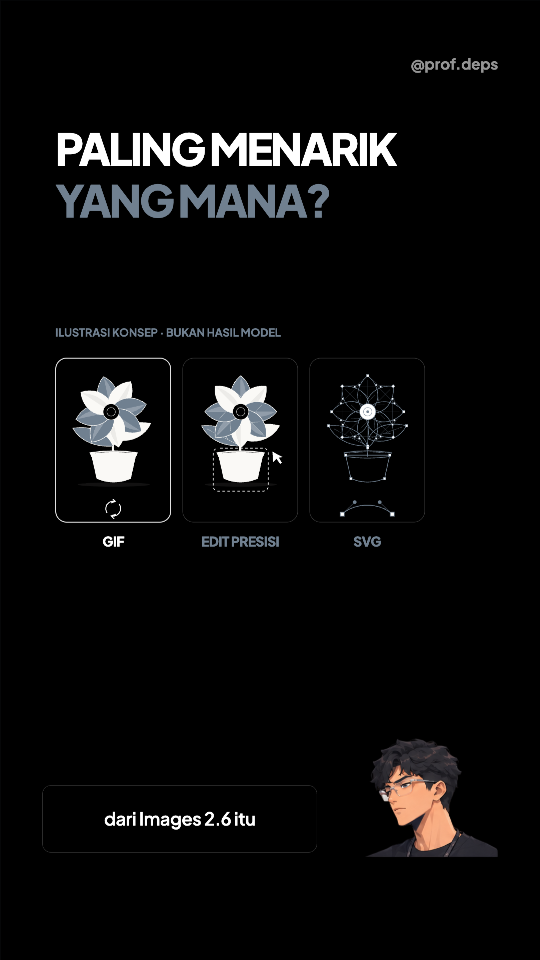 @prof.deps
PALING MENARIK
YANG MANA?
ILUSTRASI KONSEP · BUKAN HASIL MODEL
GIF
EDIT PRESISI
SVG
dari Images 2.6 itu